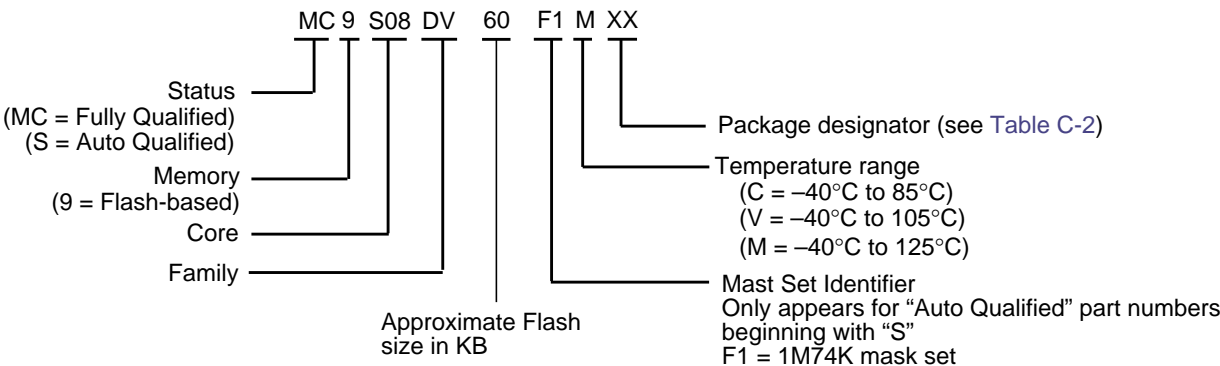 MC 9 S08 DV 60 F1 M XX
Status
(MC = Fully Qualified)
(S = Auto Qualified)
Memory
(9 = Flash-based)
Core
Family
Approximate Flash
size in KB
Package designator (see Table C-2)
Temperature range
(C = –40°C to 85°C)
(V = –40°C to 105°C)
(M = –40°C to 125°C)
Mast Set Identifier
Only appears for “Auto Qualified” part numbers
beginning with “S”
F1 = 1M74K mask set